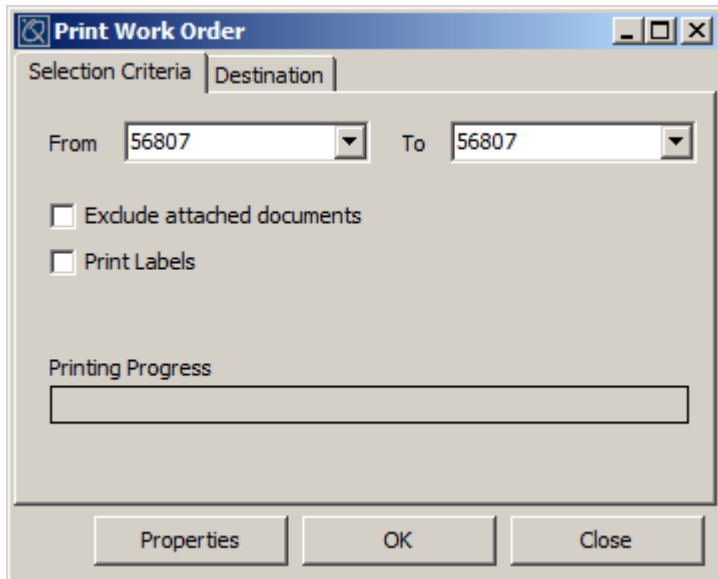 Print Work Order
Selection Criteria Destination
From 56807 To 56807
Exclude attached documents
Print Labels
Printing Progress
Properties OK Close